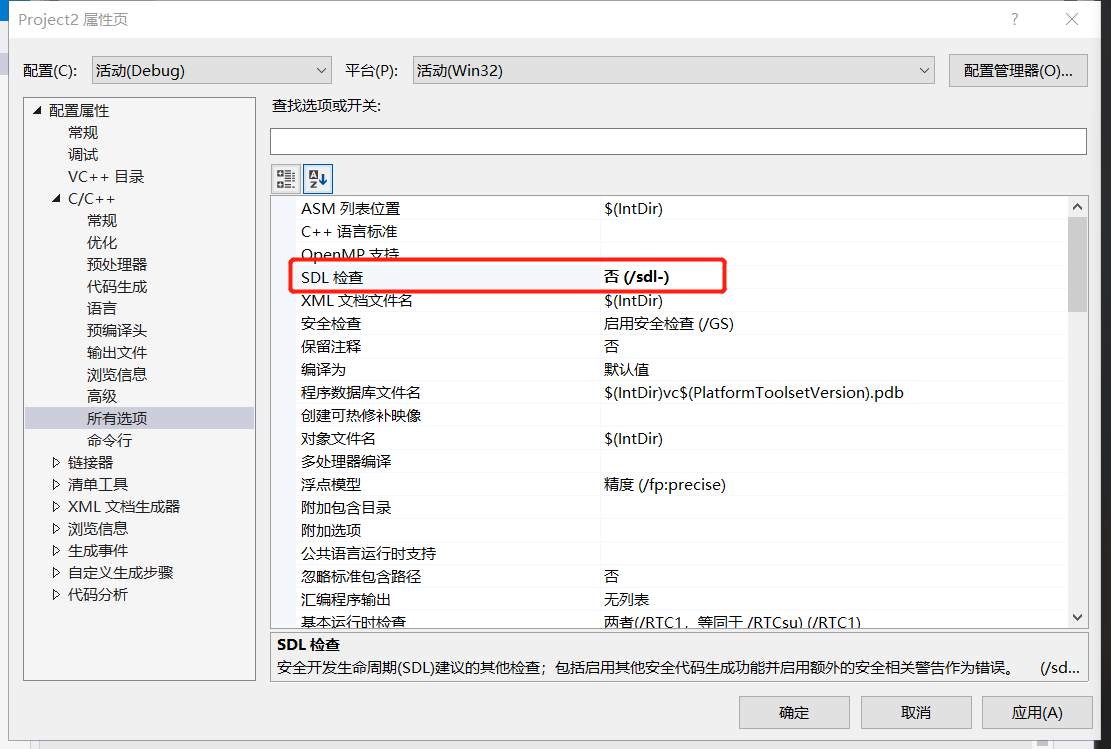 Project2 属性页
配置(C): 活动(Debug) 平台(P): 活动(Win32) 配置管理器(O)...
配置属性
常规
调试
VC++ 目录
C/C++
常规
优化
预处理器
代码生成
语言
预编译头
输出文件
浏览信息
高级
所有选项
命令行
链接器
清单工具
XML 文档生成器
浏览信息
生成事件
自定义生成步骤
代码分析
查找选项或开关:
ASM 列表位置 $(IntDir)
C++ 语言标准
OpenMP 支持
SDL 检查 否 (/sdl-)
XML 文档文件名 $(IntDir)
安全检查 启用安全检查 (/GS)
保留注释 否
编译为 默认值
程序数据库文件名 $(IntDir)vc$(PlatformToolsetVersion).pdb
创建可热修补映像
对象文件名 $(IntDir)
多处理器编译
浮点模型 精度 (/fp:precise)
附加包含目录
附加选项
公共语言运行时支持
忽略标准包含路径 否
汇编程序输出 无列表
基本运行时检查 两者(/RTC1，等同于 /RTCsu) (/RTC1)
SDL 检查
安全开发生命周期(SDL)建议的其他检查；包括启用其他安全代码生成功能并启用额外的安全相关警告作为错误。 (/sd...
确定 取消 应用(A)